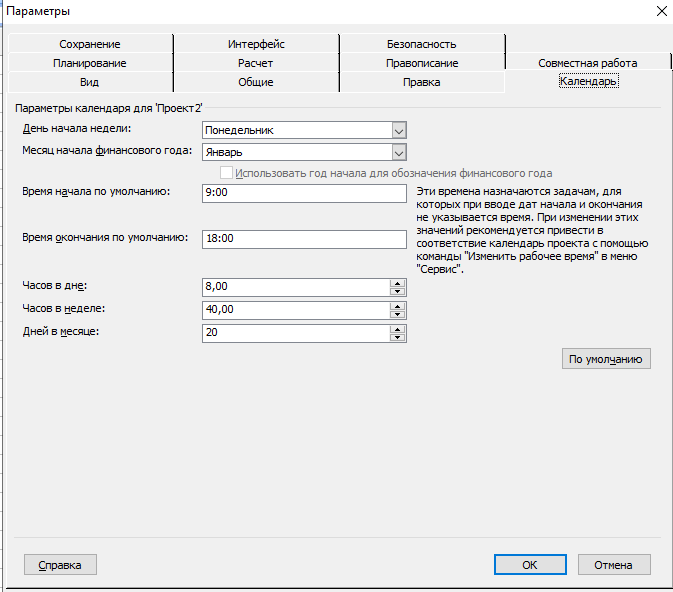 Параметры
Сохранение Интерфейс Безопасность
Планирование Расчет Правописание Совместная работа
Вид Общие Правка Календарь
Параметры календаря для 'Проект2'
День начала недели: Понедельник
Месяц начала финансового года: Январь
Использовать год начала для обозначения финансового года
Время начала по умолчанию: 9:00
Эти времена назначаются задачам, для
которых при вводе дат начала и окончания
не указывается время. При изменении этих
значений рекомендуется привести в
соответствие календарь проекта с помощью
команды "Изменить рабочее время" в меню
"Сервис".
Время окончания по умолчанию: 18:00
Часов в дне: 8,00
Часов в неделе: 40,00
Дней в месяце: 20
По умолчанию
Справка ОК Отмена